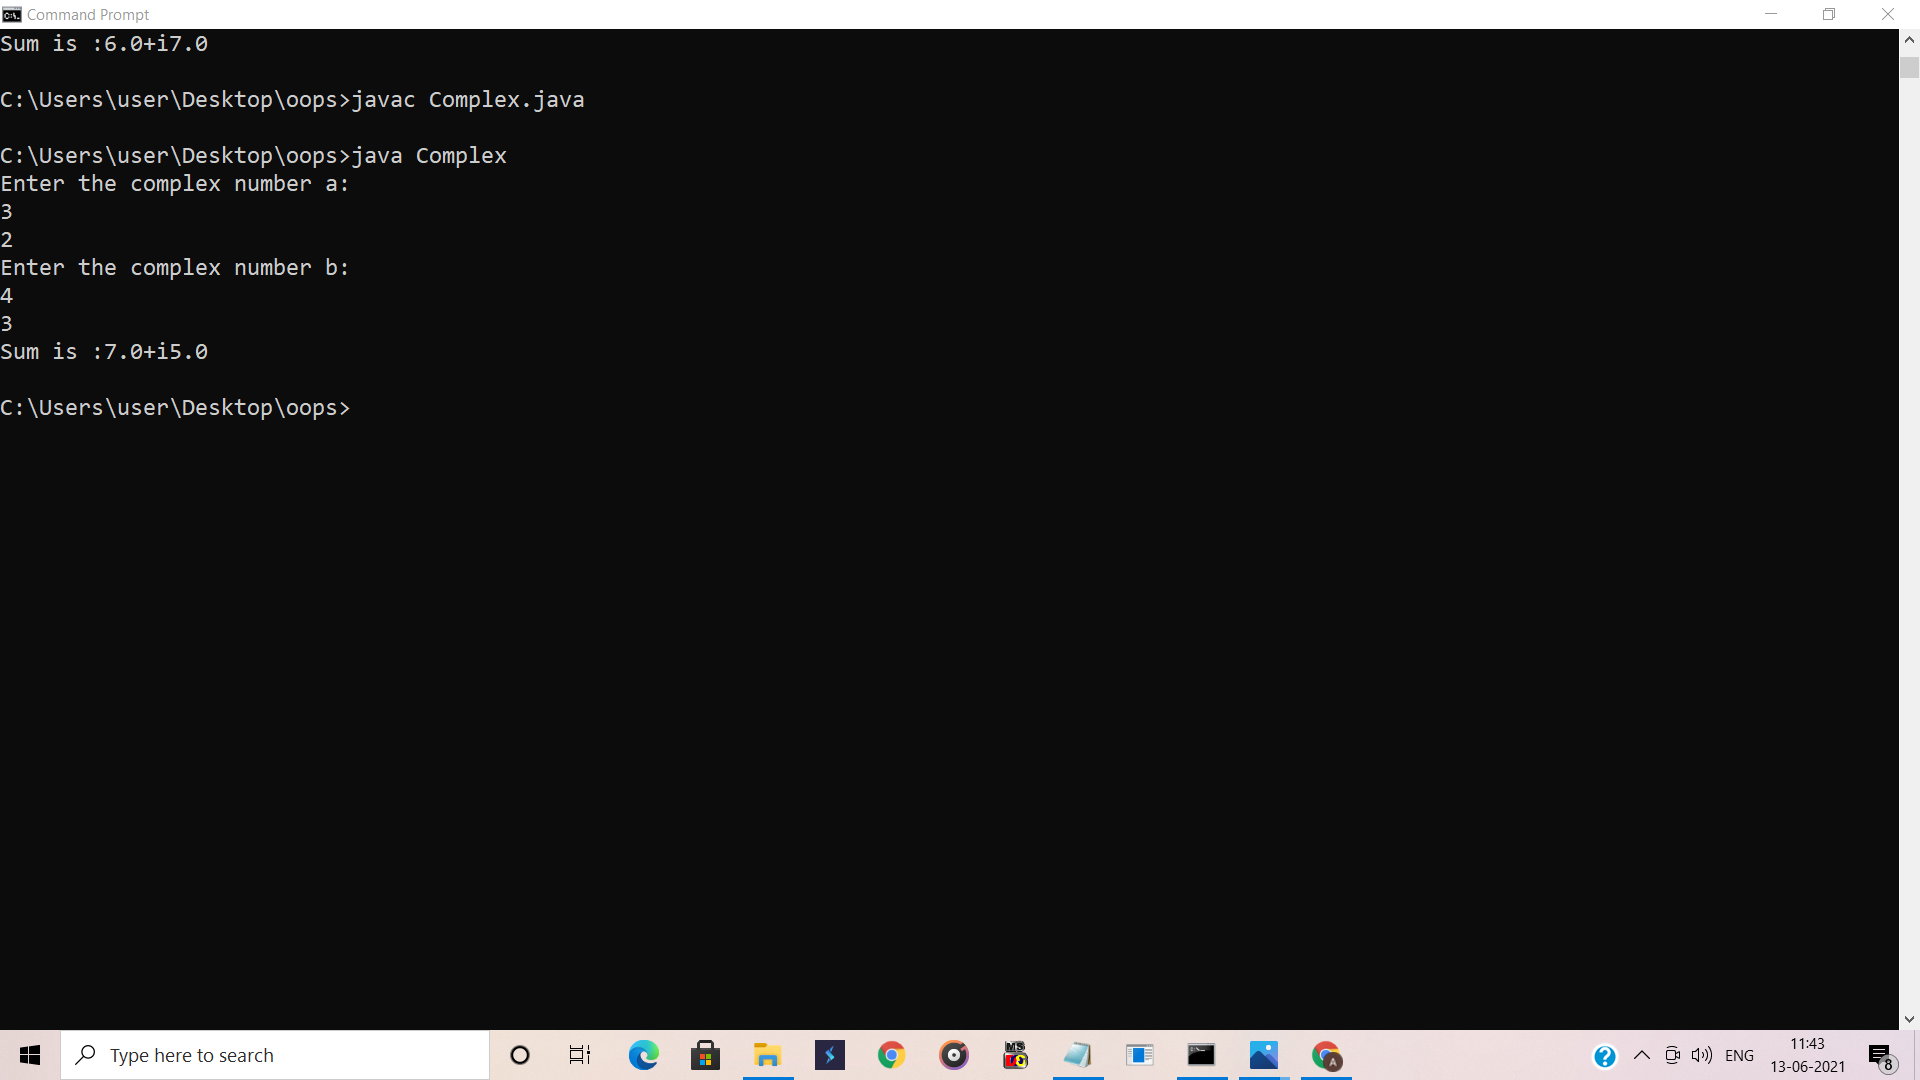 Command Prompt
Sum is :6.0+i7.0
C:\Users\user\Desktop\oops>javac Complex.java
C:\Users\user\Desktop\oops>java Complex
Enter the complex number a:
3
2
Enter the complex number b:
4
3
Sum is :7.0+i5.0
C:\Users\user\Desktop\oops>
Type here to search
ENG
11:43
13-06-2021
8